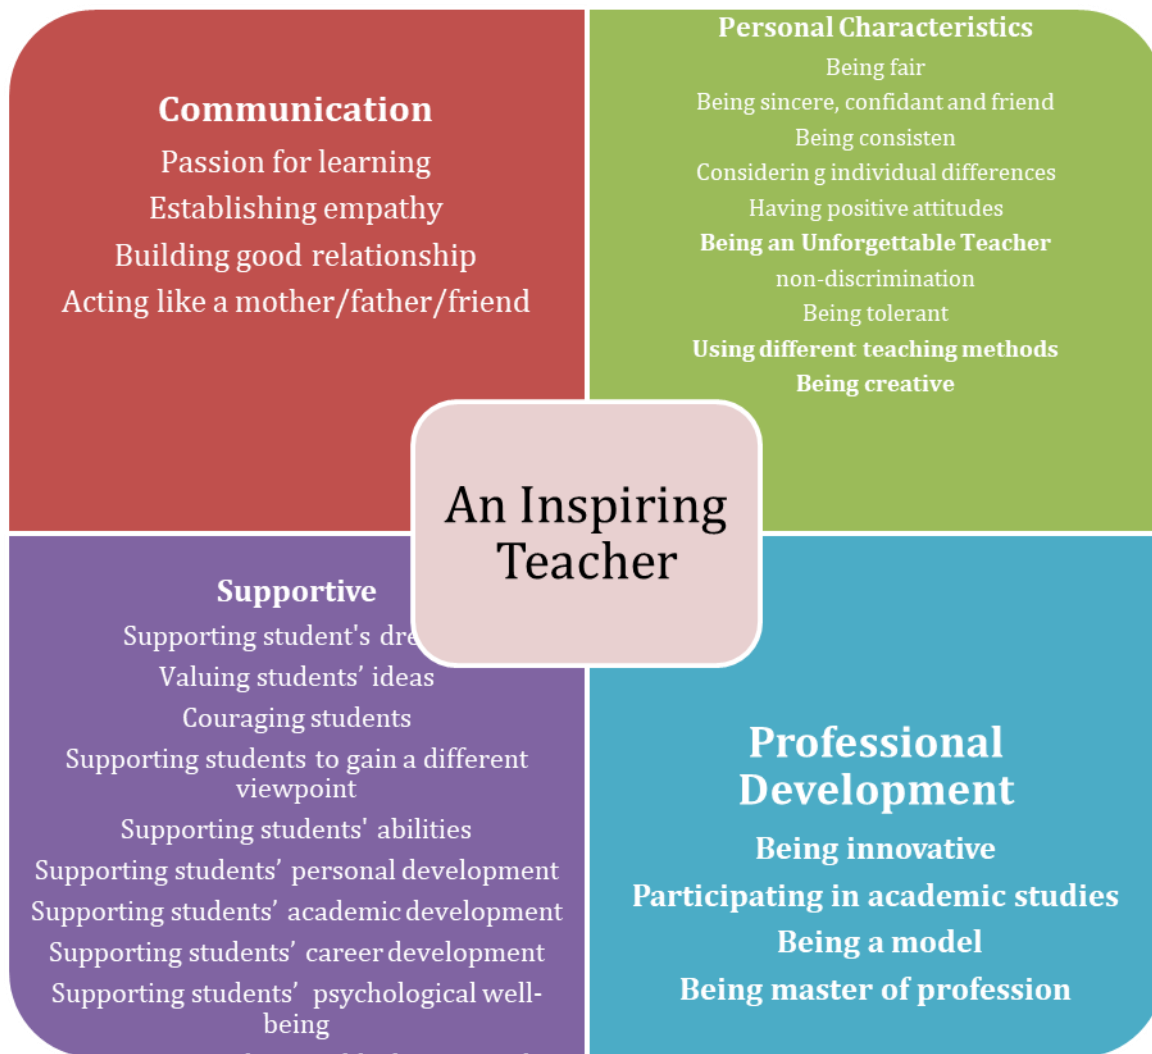 Communication
Passion for learning
Establishing empathy
Building good relationship
Acting like a mother/father/friend
Personal Characteristics
Being fair
Being sincere, confidant and friend
Being consisten
Considerin g individual differences
Having positive attitudes
Being an Unforgettable Teacher
non-discrimination
Being tolerant
Using different teaching methods
Being creative
An Inspiring
Teacher
Supportive
Supporting student's
Valuing students’ ideas
Couraging students
Supporting students to gain a different
viewpoint
Supporting students' abilities
Supporting students’ personal development
Supporting students’ academic development
Supporting students’ career development
Supporting students’ psychological well-
being
Professional
Development
Being innovative
Participating in academic studies
Being a model
Being master of profession